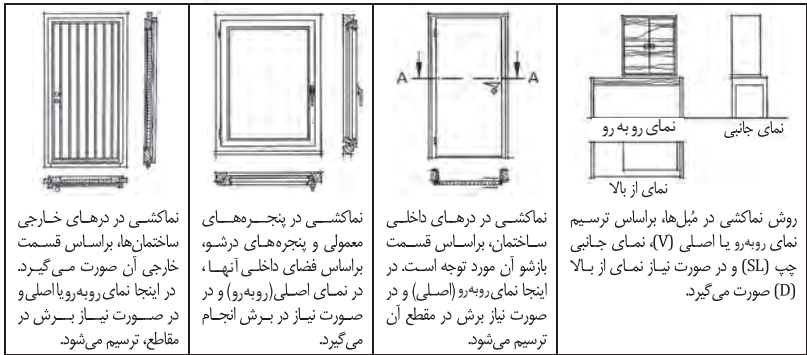 نمای رو به رو
نمای جانبی
نمای از بالا
روش نماکشی در مُبل‌ها، براساس ترسیم
نمای روبه‌رو یا اصلی (V)، نمای جانبی
چپ (SL) و در صورت نیاز نمای از بالا
(D) صورت می‌گیرد.
A
A
نماکشی در درهای داخلی
ساختمان، براساس قسمت
بازشو آن مورد توجه است. در
اینجا نمای روبه‌رو (اصلی) و در
صورت نیاز برش در مقطع آن
ترسیم می‌شود.
نماکشی در پنجره‌های
معمولی و پنجره‌های درشو،
براساس فضای داخلی آنها،
در نمای اصلی(روبه‌رو) و در
صورت نیاز در برش انجام
می‌گیرد.
نماکشی در درهای خارجی
ساختمان‌ها، براساس قسمت
خارجی آن صورت می‌گیرد.
در اینجا نمای روبه‌رو یا اصلی و
در صورت نیاز برش در
مقاطع، ترسیم می‌شود.